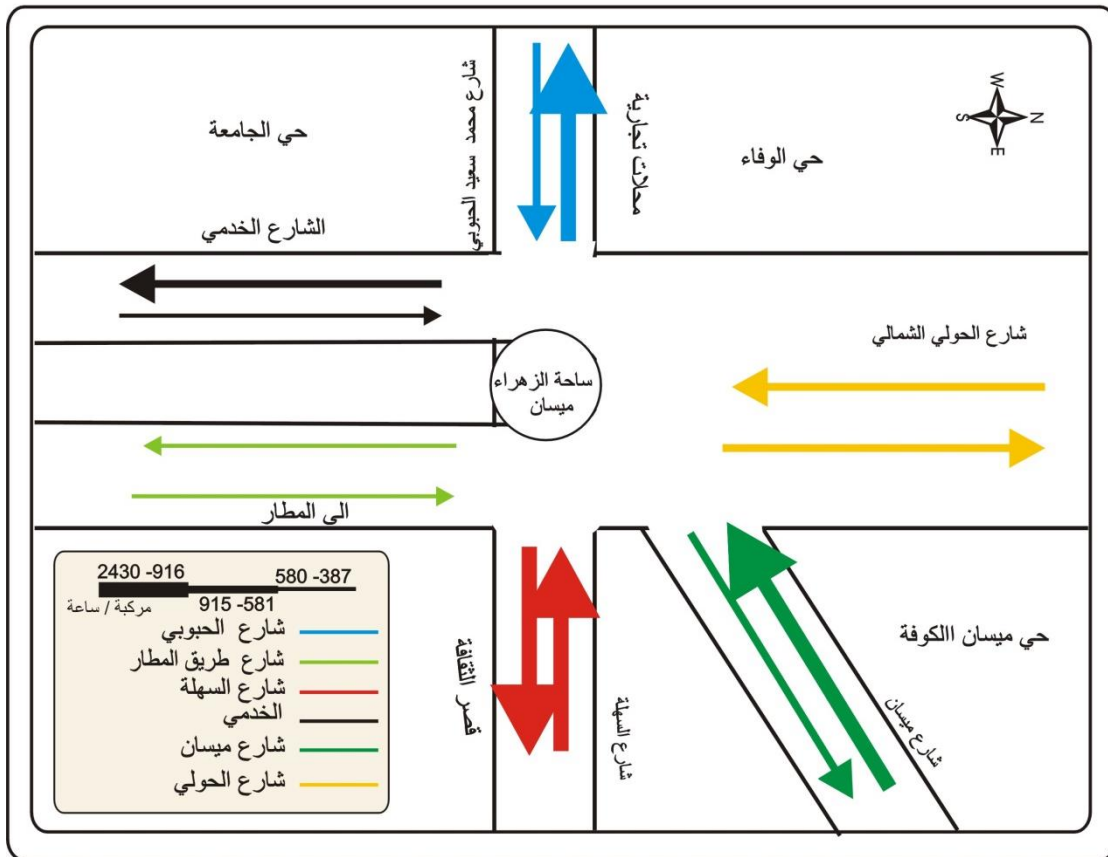 W
N
S
E
شارع محمد سعيد الحبوبي
محلات تجارية
حي الجامعة
حي الوفاء
الشارع الخدمي
شارع الحولي الشمالي
ساحة الزهراء
ميسان
الى المطار
2430 -916
580 -387
915 -581
مركبة / ساعة
شارع الحبوبي
شارع طريق المطار
شارع السهلة
الخدمي
شارع ميسان
شارع الحولي
قصر الثقافة
شارع السهلة
حي ميسان االكوفة
شارع ميسان